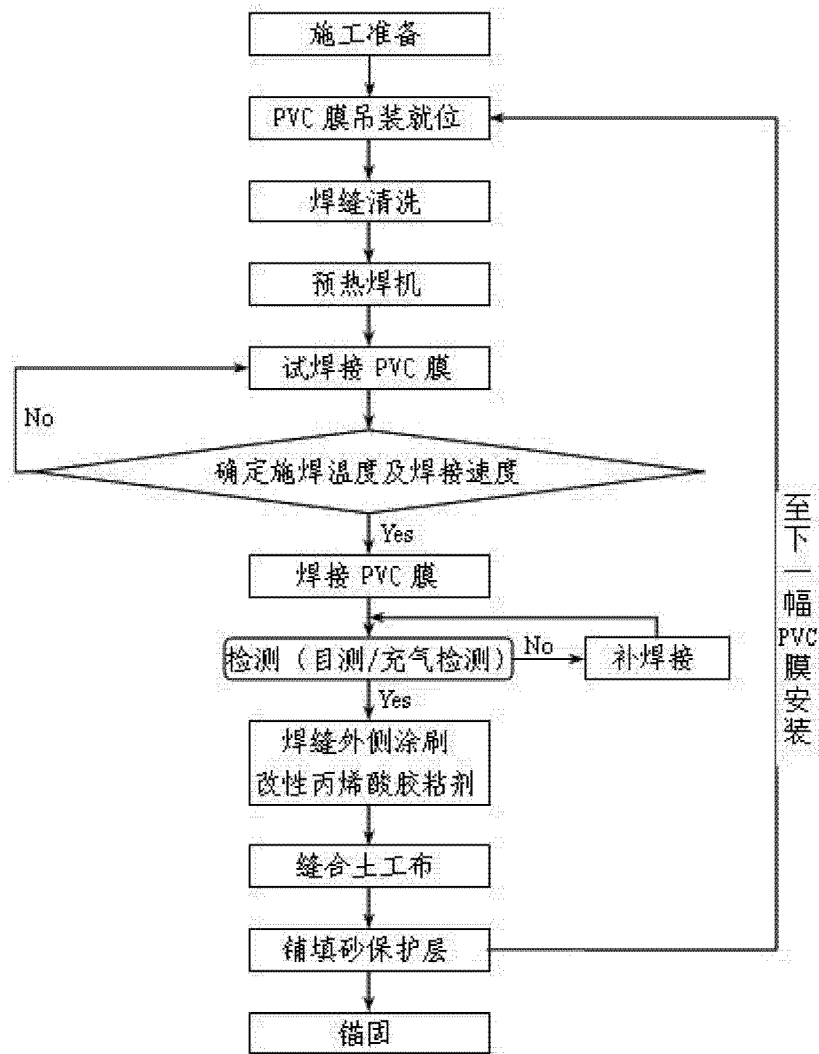 施工准备
PVC 膜吊装就位
焊缝清洗
预热焊机
试焊接 PVC 膜
No
确定施焊温度及焊接速度
Yes
焊接 PVC 膜
检测（目测/充气检测）
No
补焊接
Yes
焊缝外侧涂刷
改性丙烯酸胶粘剂
缝合土工布
铺填砂保护层
锚固
至下一幅PVC膜安装